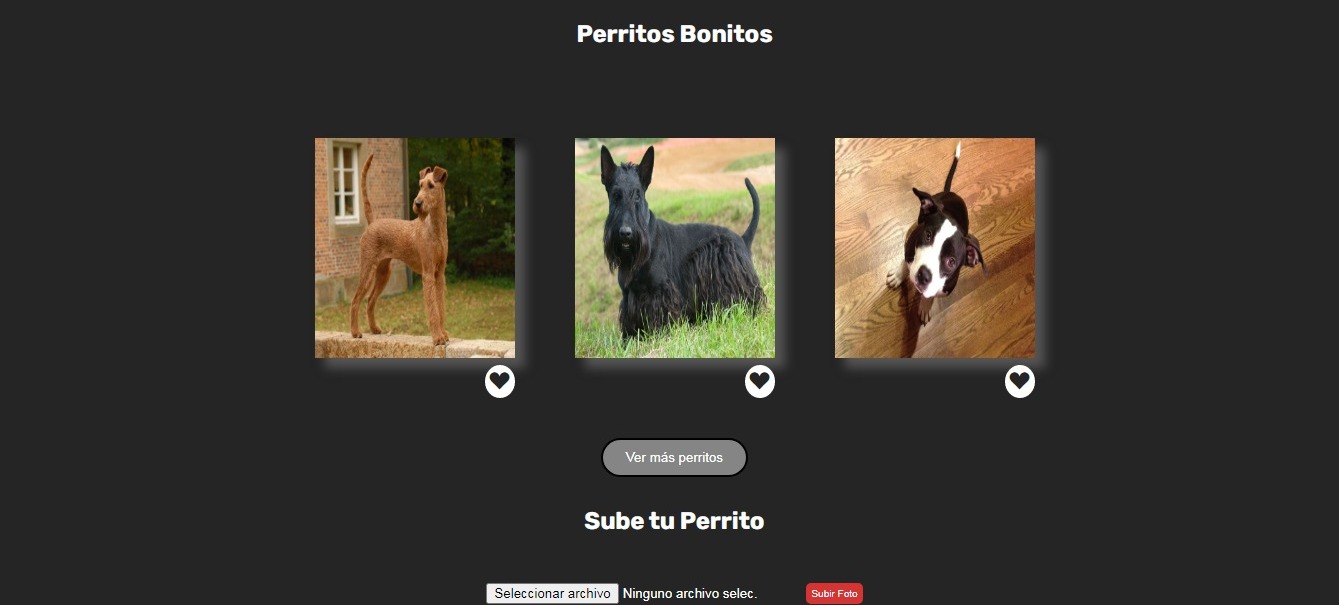 Perritos Bonitos
Ver más perritos
Sube tu Perrito
Seleccionar archivo Ninguno archivo selec. Subir Foto